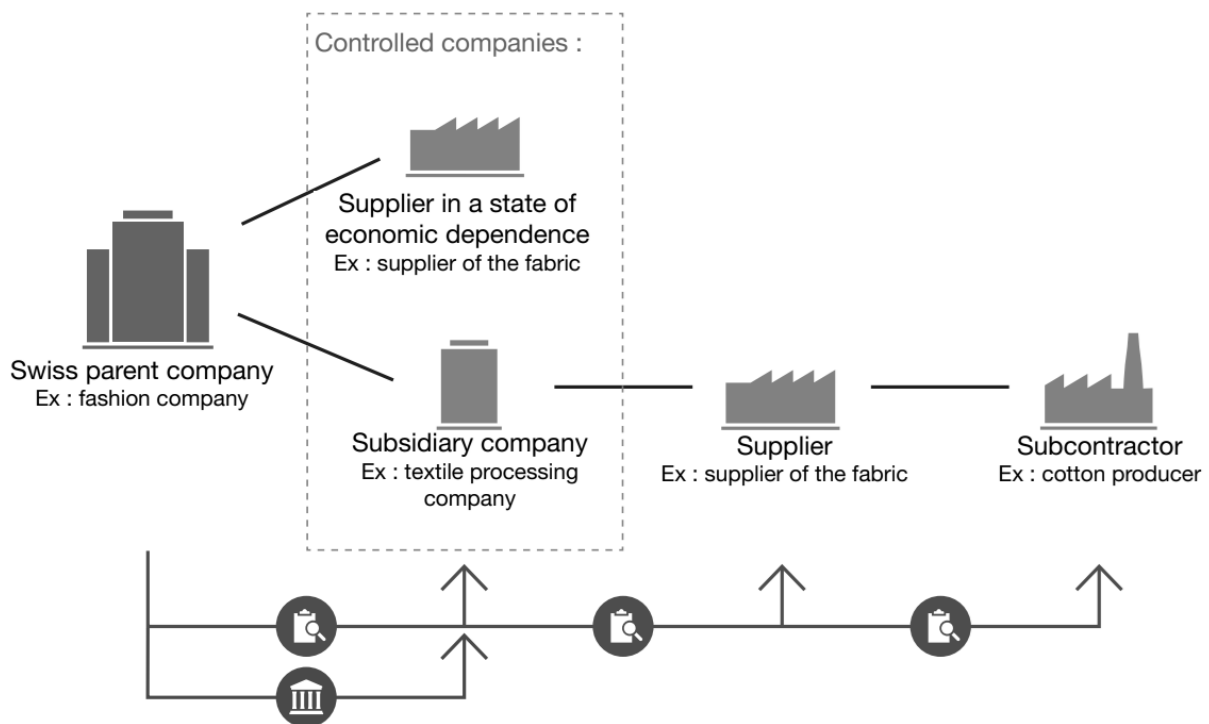 Controlled companies :
Supplier in a state of
economic dependence
Ex : supplier of the fabric
Swiss parent company
Ex : fashion company
Subsidiary company
Ex : textile processing
company
Supplier
Ex : supplier of the fabric
Subcontractor
Ex : cotton producer